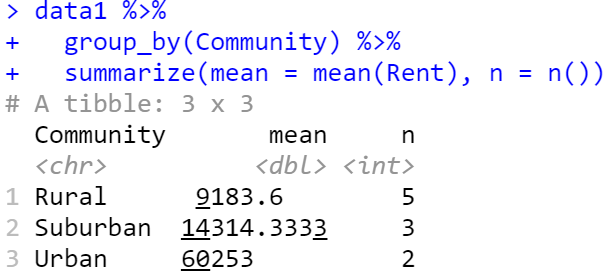 > data1 %>%
+   group_by(Community) %>%
+   summarize(mean = mean(Rent), n = n())
# A tibble: 3 x 3
  Community       mean     n
  <chr>          <dbl> <int>
1 Rural      9183.6        5
2 Suburban  14314.3333     3
3 Urban     60253          2